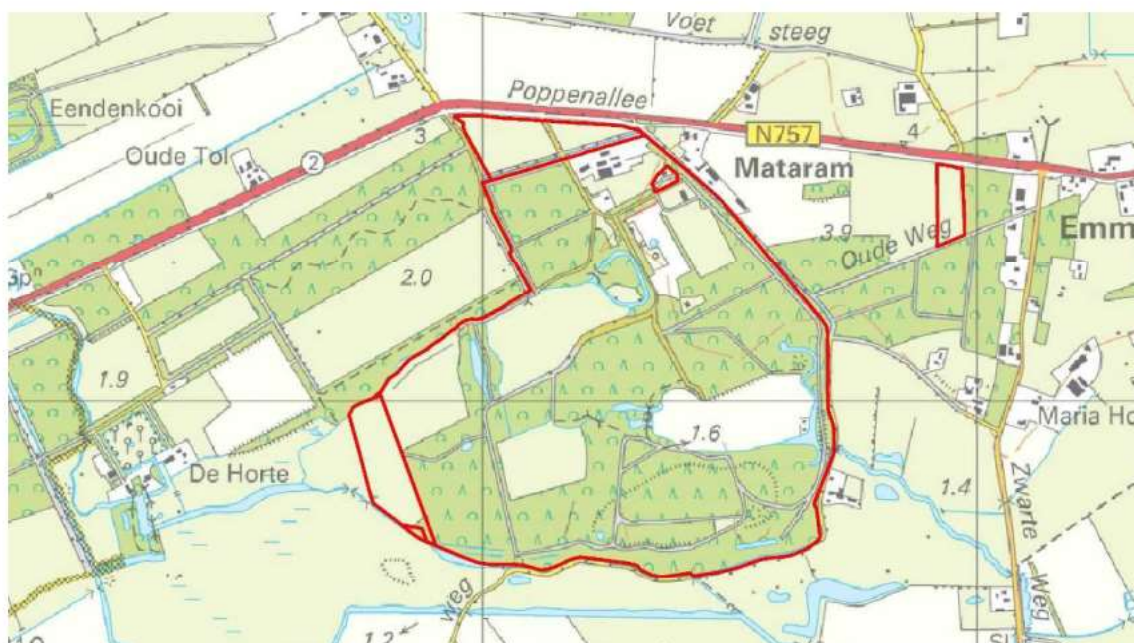 Voet steeg
Poppenallee
Eendenkooi
N757
4
3
Oude Tol
2
Mataram
3.9
Oude Weg
Emm
2.0
1.9
Maria Ho
De Horte
1.6
1.4
Zwarte Weg
weg
1.2